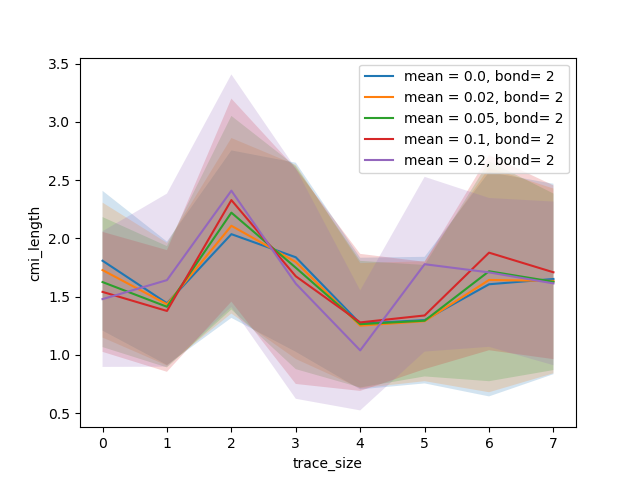 3.5
3.0
2.5
2.0
1.5
1.0
0.5
cmi_length
mean = 0.0, bond= 2
mean = 0.02, bond= 2
mean = 0.05, bond= 2
mean = 0.1, bond= 2
mean = 0.2, bond= 2
0 1 2 3 4 5 6 7
trace_size